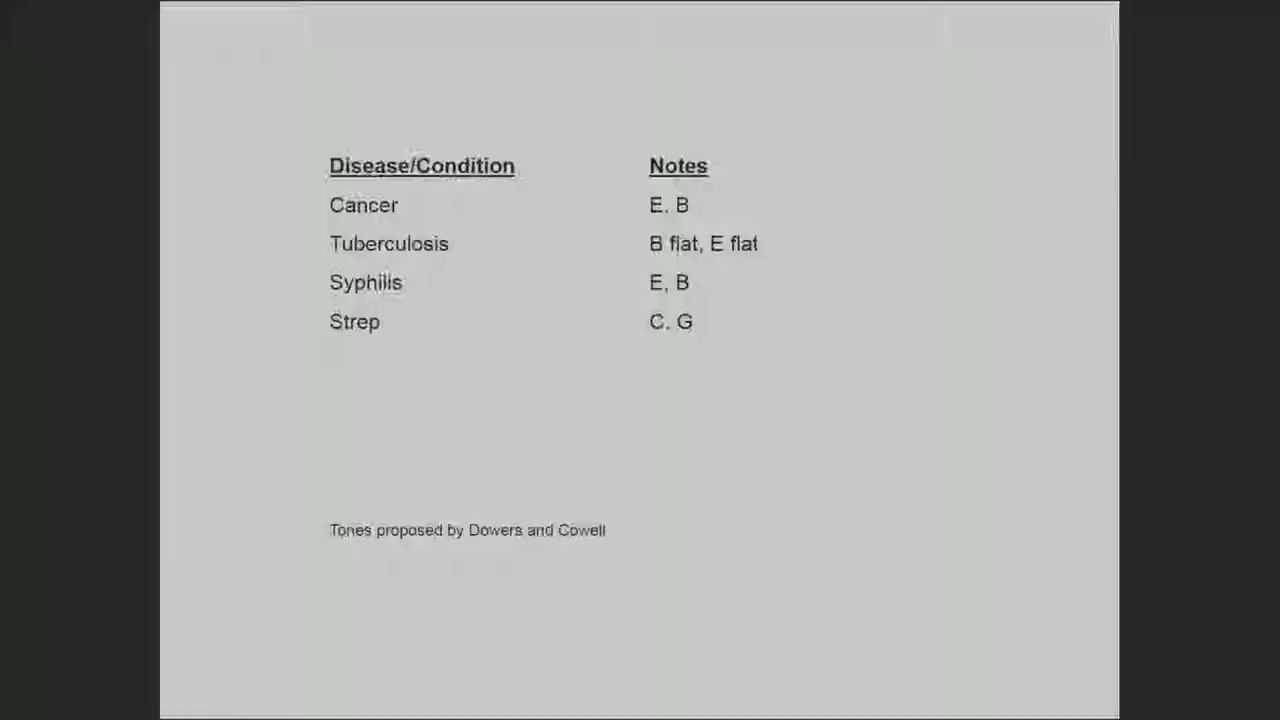 Disease/Condition Notes
Cancer E. B
Tuberculosis B flat, E flat
Syphilis E, B
Strep C. G
Tones proposed by Dowers and Cowell